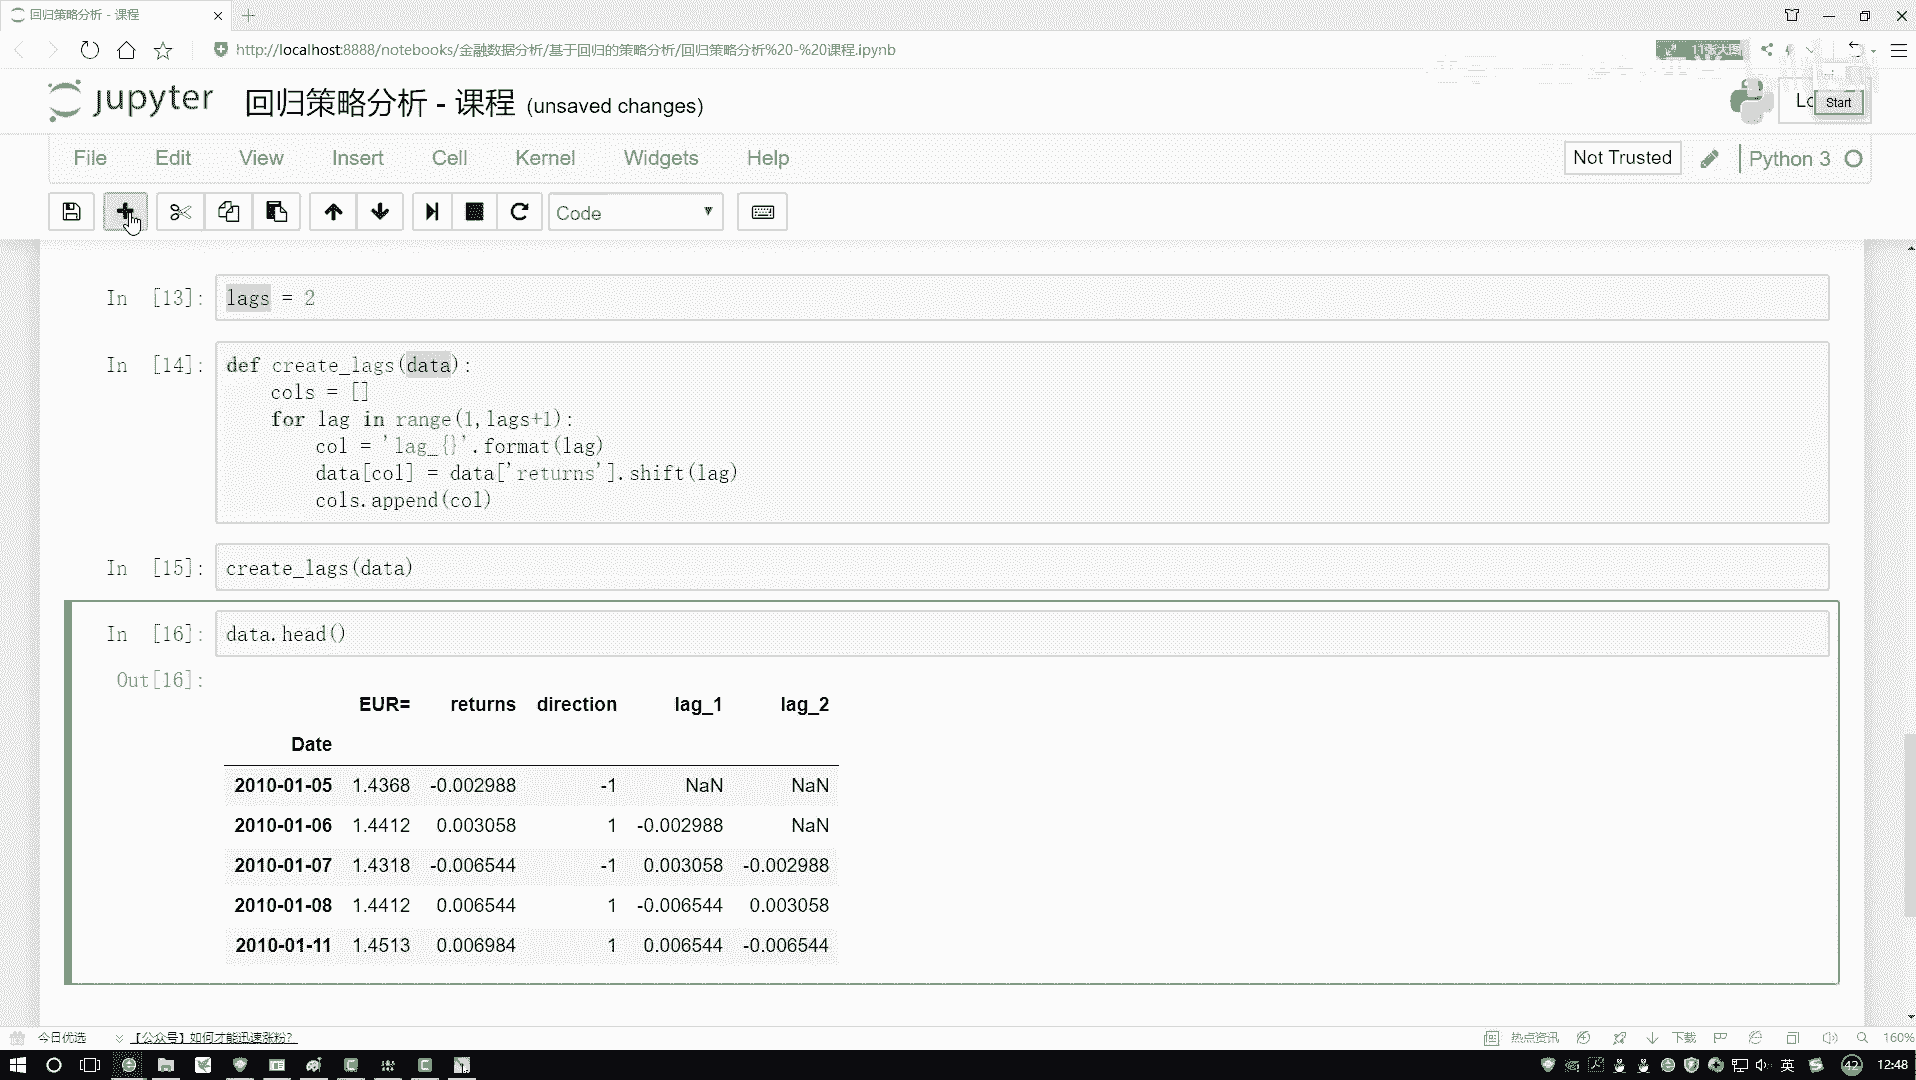 回归策略分析 - 课程
http://localhost:8888/notebooks/金融数据分析/基于回归的策略分析/回归策略分析%20-%20课程.ipynb
11张大图
jupyter 回归策略分析 - 课程 (unsaved changes)
Start
File Edit View Insert Cell Kernel Widgets Help
Not Trusted
Python 3
Code
In [13]: lags = 2
In [14]: def create_lags(data):
cols = []
for lag in range(1,lags+1):
col = 'lag_{}'.format(lag)
data[col] = data['returns'].shift(lag)
cols.append(col)
In [15]: create_lags(data)
In [16]: data.head()
Out[16]:
EUR= returns direction lag_1 lag_2
Date
2010-01-05 1.4368 -0.002988 -1 NaN NaN
2010-01-06 1.4412 0.003058 1 -0.002988 NaN
2010-01-07 1.4318 -0.006544 -1 0.003058 -0.002988
2010-01-08 1.4412 0.006544 1 -0.006544 0.003058
2010-01-11 1.4513 0.006984 1 0.006544 -0.006544
今日优选 【公众号】如何才能迅速涨粉?
热点资讯 下载 160%
英 42 12:48